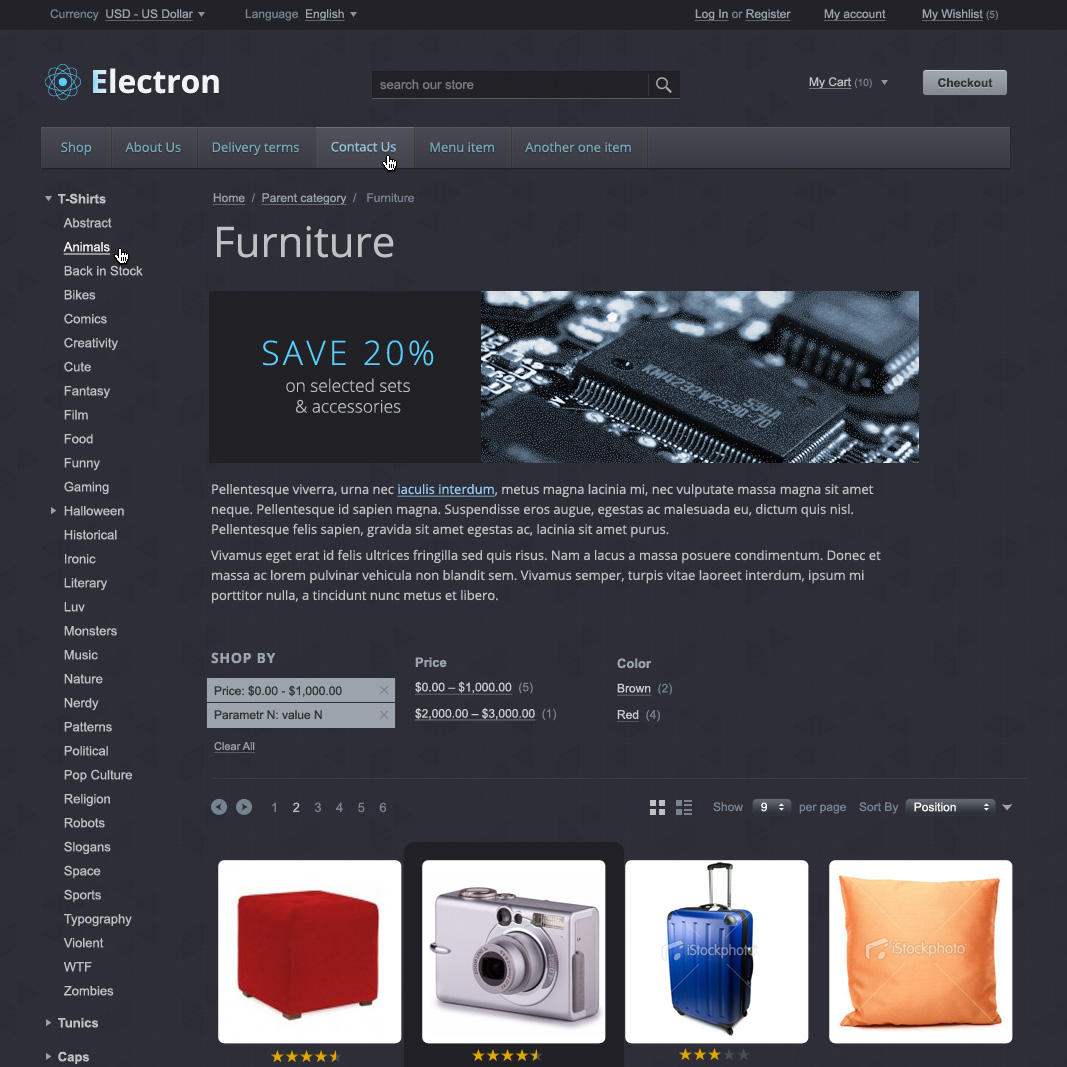 Currency USD - US Dollar Language English Log In or Register My account My Wishlist (5)
Electron
search our store
My Cart (10)
Checkout
Shop About Us Delivery terms Contact Us Menu item Another one item
T-Shirts
Abstract
Animals
Back in Stock
Bikes
Comics
Creativity
Cute
Fantasy
Film
Food
Funny
Gaming
Halloween
Historical
Ironic
Literary
Luv
Monsters
Music
Nature
Nerdy
Patterns
Political
Pop Culture
Religion
Robots
Slogans
Space
Sports
Typography
Violent
WTF
Zombies
Tunics
Caps
Home / Parent category / Furniture
Furniture
SAVE 20%
on selected sets
& accessories
Pellentesque viverra, urna nec iaculis interdum, metus magna lacinia mi, nec vulputate massa magna sit amet
neque. Pellentesque id sapien magna. Suspendisse eros augue, egestas ac malesuada eu, dictum quis nisl.
Pellentesque felis sapien, gravida sit amet egestas ac, lacinia sit amet purus.
Vivamus eget erat id felis ultrices fringilla sed quis risus. Nam a lacus a massa posuere condimentum. Donec et
massa ac lorem pulvinar vehicula non blandit sem. Vivamus semper, turpis vitae laoreet interdum, ipsum mi
porttitor nulla, a tincidunt nunc metus et libero.
SHOP BY
Price: $0.00 - $1,000.00
Parametr N: value N
Clear All
Price
$0.00 – $1,000.00 (5)
$2,000.00 – $3,000.00 (1)
Color
Brown (2)
Red (4)
1 2 3 4 5 6
Show 9 per page Sort By Position
iStockphoto
iStockphoto